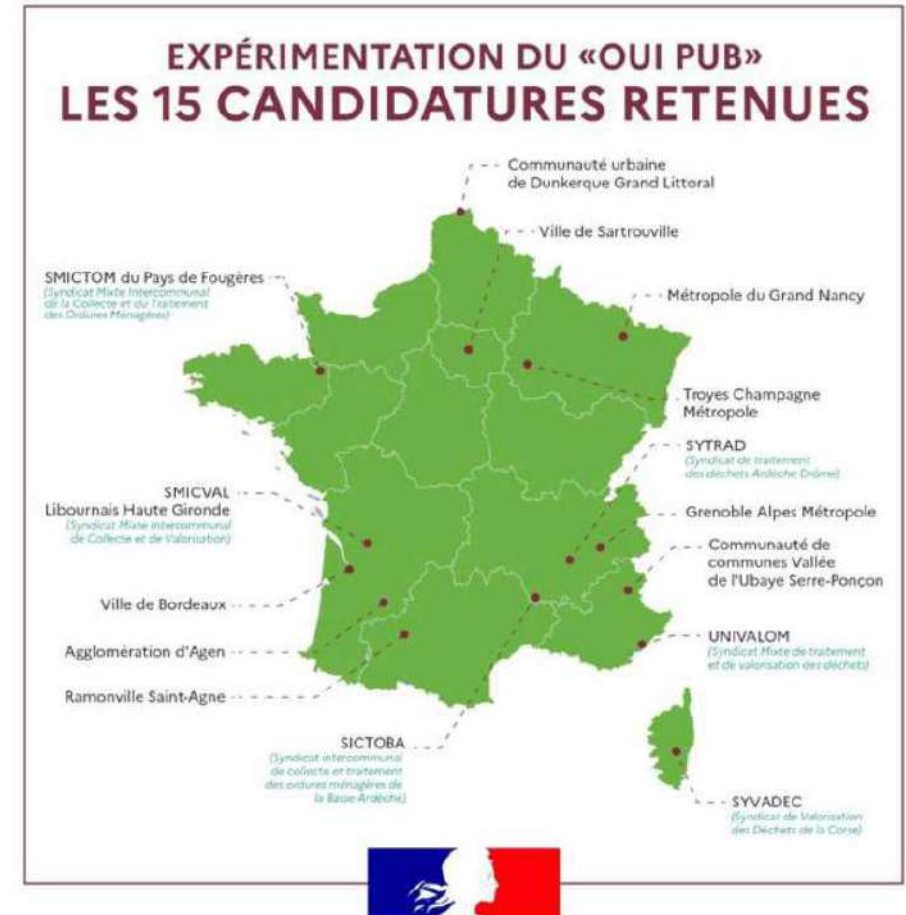 EXPÉRIMENTATION DU «OUI PUB»
LES 15 CANDIDATURES RETENUES
Communauté urbaine
de Dunkerque Grand Littoral
Ville de Sartrouville
SMICTOM du Pays de Fougères
(Syndicat Mixte Intercommunal
de la Collecte et du Traitement
des Ordures Ménagères)
Métropole du Grand Nancy
Troyes Champagne
Métropole
SYTRAD
(Syndicat de traitement
des déchets Ardèche Drôme)
SMICVAL
Libournais Haute Gironde
(Syndicat Mixte Intercommunal
de Collecte et de Valorisation)
Grenoble Alpes Métropole
Communauté de
communes Vallée
de l'Ubaye Serre-Ponçon
Ville de Bordeaux
UNIVALOM
(Syndicat Mixte de traitement
et de valorisation des déchets)
Agglomération d'Agen
Ramonville Saint-Agne
SICTOBA
(Syndicat intercommunal
de collecte et traitement
des ordures ménagères de
la Basse Ardèche)
SYVADEC
(Syndicat de Valorisation
des Déchets de la Corse)